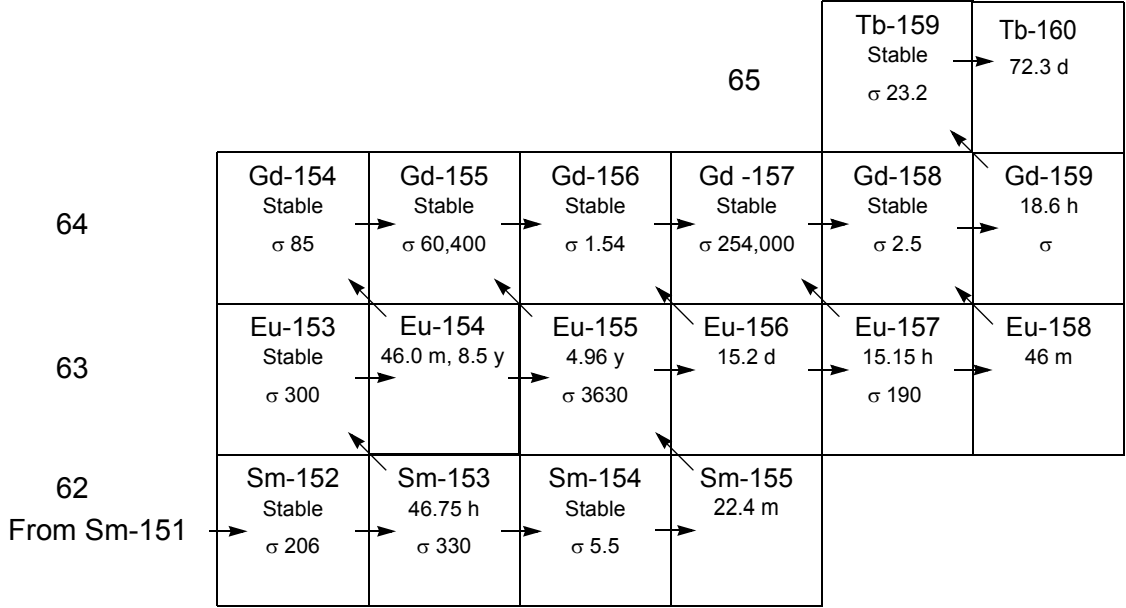 Tb-159
Stable
σ 23.2
Tb-160
72.3 d
65
Gd-154
Stable
σ 85
Gd-155
Stable
σ 60,400
Gd-156
Stable
σ 1.54
Gd -157
Stable
σ 254,000
Gd-158
Stable
σ 2.5
Gd-159
18.6 h
σ
64
Eu-153
Stable
σ 300
Eu-154
46.0 m, 8.5 y
Eu-155
4.96 y
σ 3630
Eu-156
15.2 d
Eu-157
15.15 h
σ 190
Eu-158
46 m
63
Sm-152
Stable
σ 206
Sm-153
46.75 h
σ 330
Sm-154
Stable
σ 5.5
Sm-155
22.4 m
62
From Sm-151